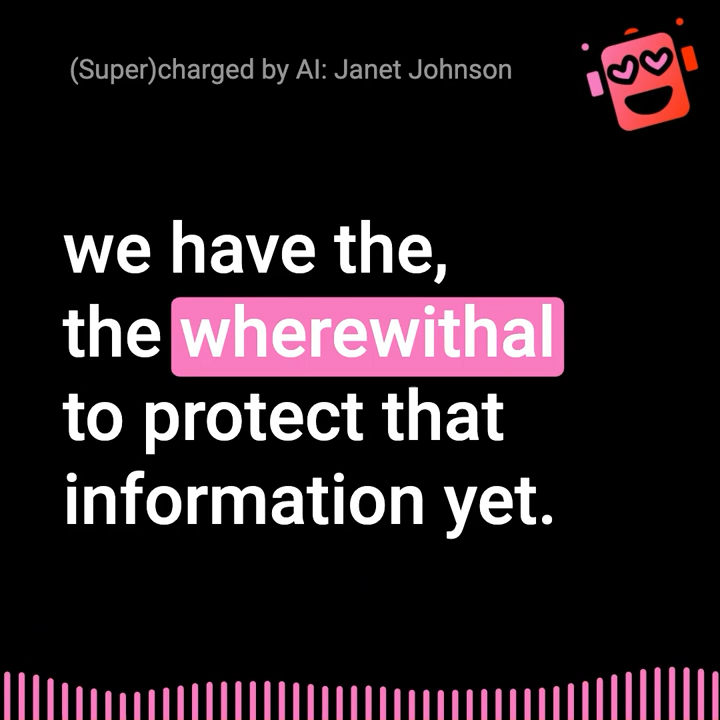 (Super)charged by AI: Janet Johnson
we have the,
the wherewithal
to protect that
information yet.